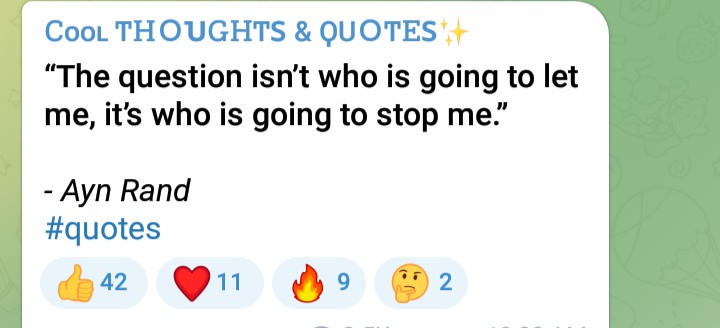 Cool THOUGHTS & QUOTES✨
“The question isn’t who is going to let
me, it’s who is going to stop me.”
- Ayn Rand
#quotes
👍 42 ❤️ 11 🔥 9 🤔 2